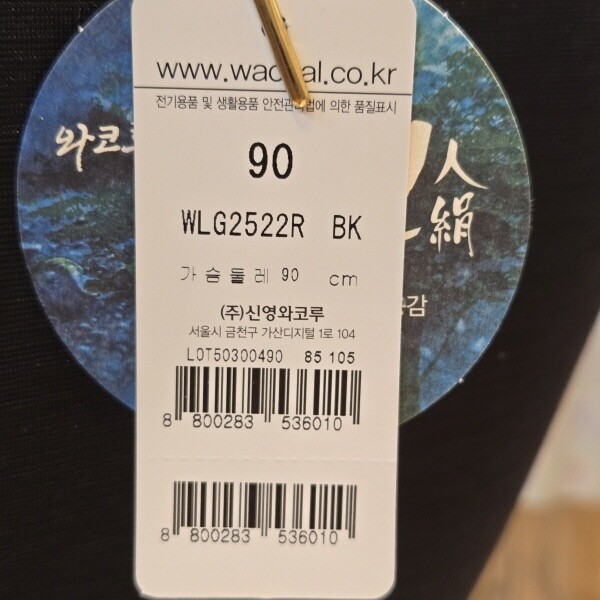 www.wacoal.co.kr
전기용품 및 생활용품 안전관리법에 의한 품질표시
90
WLG2522R BK
가슴둘레 90 cm
(주)신영와코루
서울시 금천구 가산디지털 1로 104
LOT50300490 85 105
8 800283 536010
8 800283 536010
와코
人
絹
감